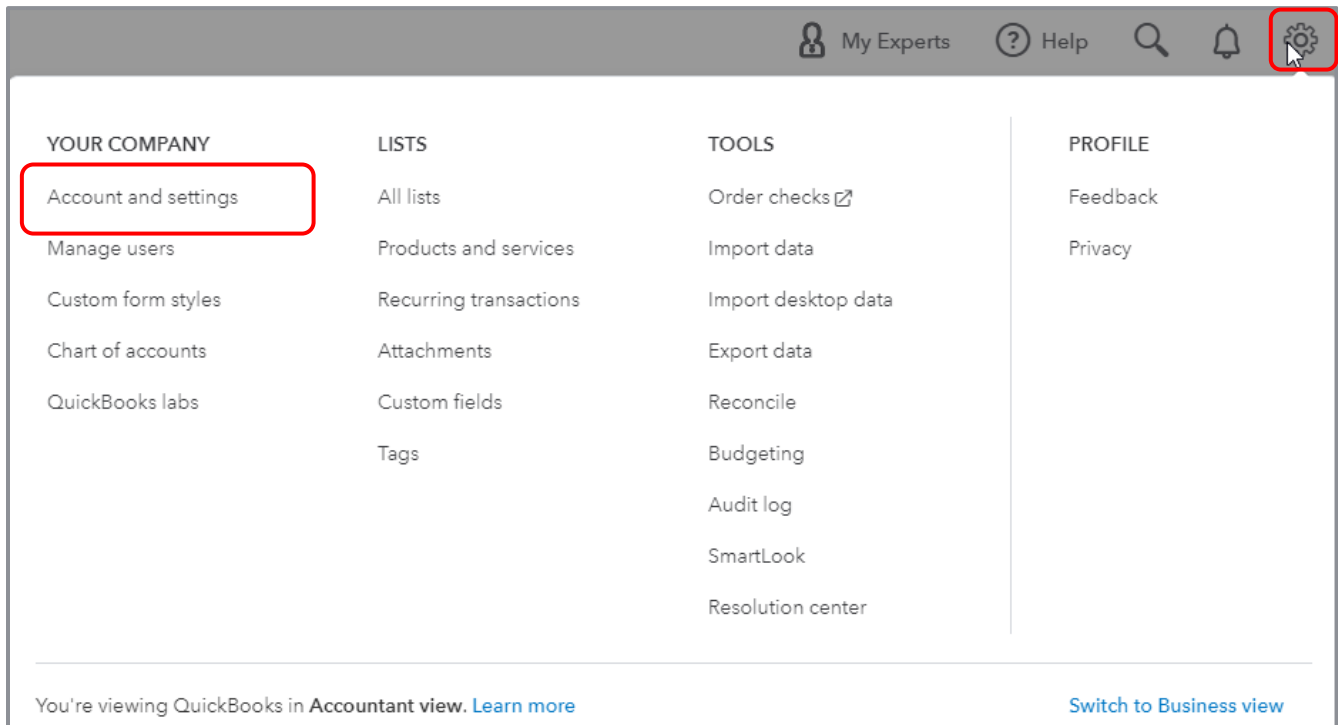 My Experts
? Help
YOUR COMPANY
Account and settings
Manage users
Custom form styles
Chart of accounts
QuickBooks labs
LISTS
All lists
Products and services
Recurring transactions
Attachments
Custom fields
Tags
TOOLS
Order checks
Import data
Import desktop data
Export data
Reconcile
Budgeting
Audit log
SmartLook
Resolution center
PROFILE
Feedback
Privacy
You're viewing QuickBooks in Accountant view. Learn more
Switch to Business view